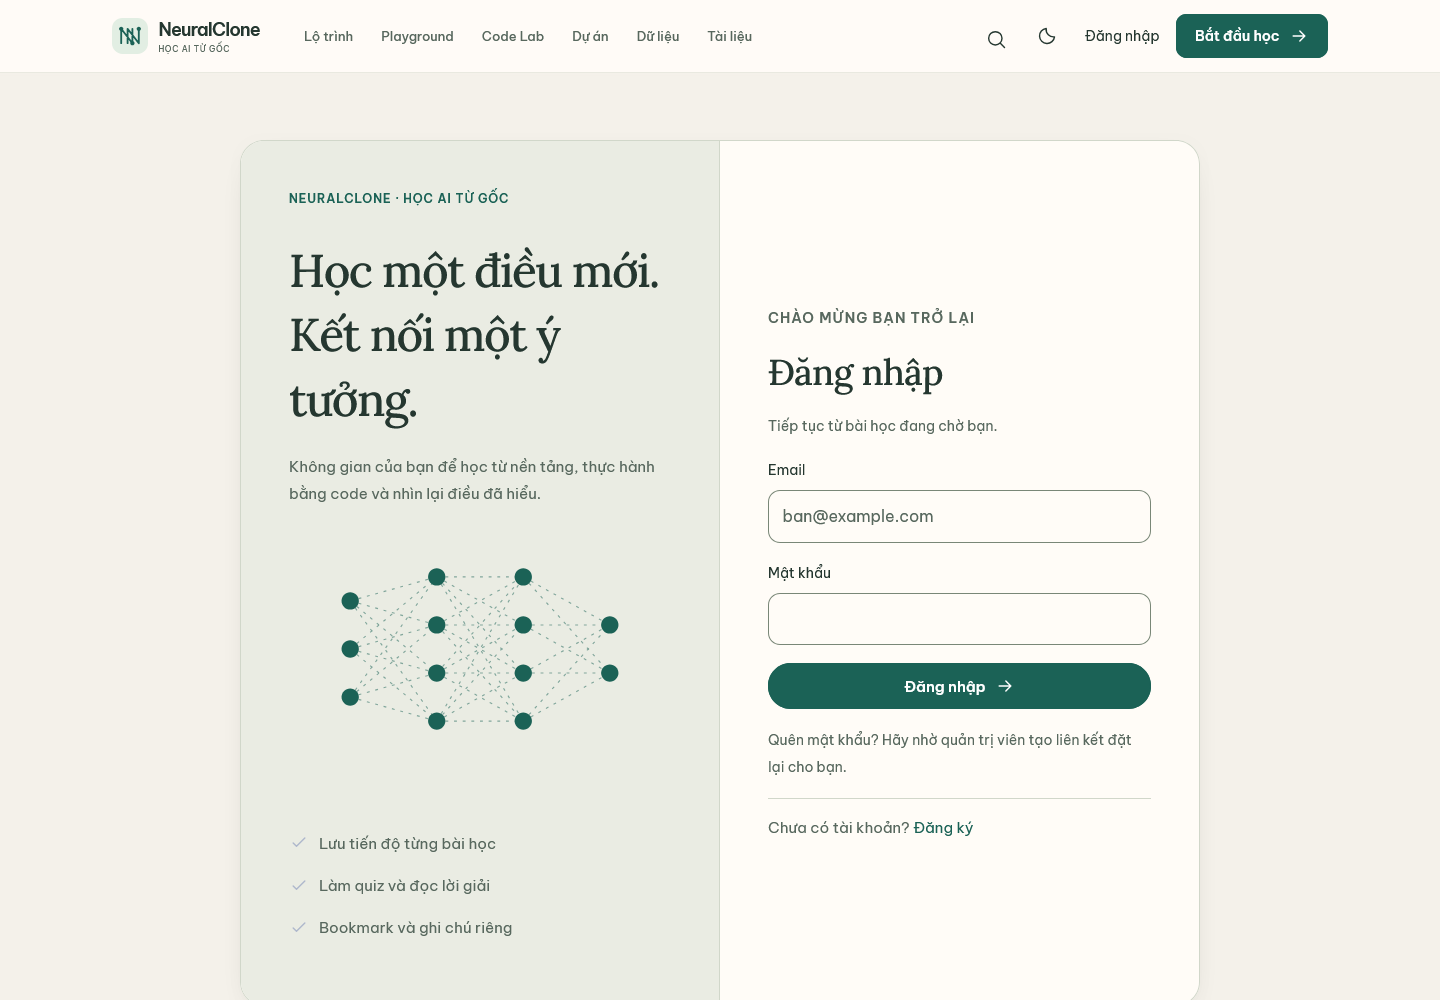 NeuralClone
HỌC AI TỪ GỐC
Lộ trình
Playground
Code Lab
Dự án
Dữ liệu
Tài liệu
Đăng nhập
Bắt đầu học
NEURALCLONE · HỌC AI TỪ GỐC
Học một điều mới.
Kết nối một ý
tưởng.
Không gian của bạn để học từ nền tảng, thực hành
bằng code và nhìn lại điều đã hiểu.
Lưu tiến độ từng bài học
Làm quiz và đọc lời giải
Bookmark và ghi chú riêng
CHÀO MỪNG BẠN TRỞ LẠI
Đăng nhập
Tiếp tục từ bài học đang chờ bạn.
Email
ban@example.com
Mật khẩu
Đăng nhập
Quên mật khẩu? Hãy nhờ quản trị viên tạo liên kết đặt
lại cho bạn.
Chưa có tài khoản? Đăng ký